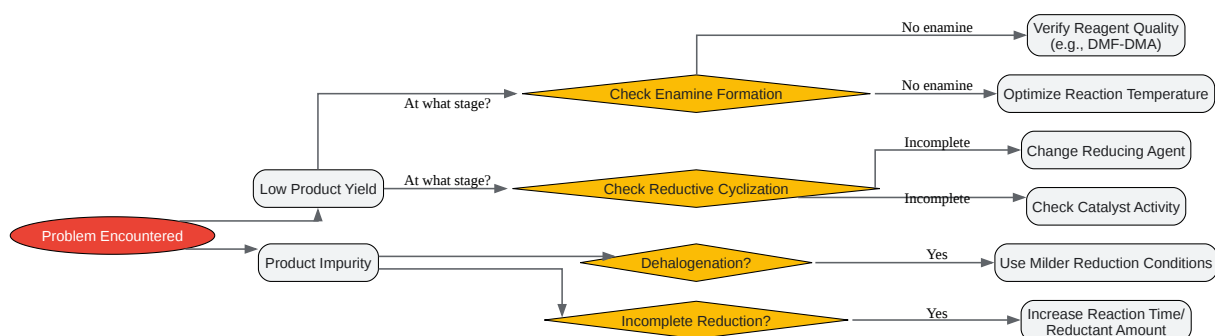 No enamine
Verify Reagent Quality
(e.g., DMF-DMA)
Check Enamine Formation
No enamine
Optimize Reaction Temperature
At what stage?
Incomplete
Change Reducing Agent
Low Product Yield
At what stage?
Check Reductive Cyclization
Incomplete
Check Catalyst Activity
Problem Encountered
Product Impurity
Dehalogenation?
Yes
Use Milder Reduction Conditions
Incomplete Reduction?
Yes
Increase Reaction Time/
Reductant Amount